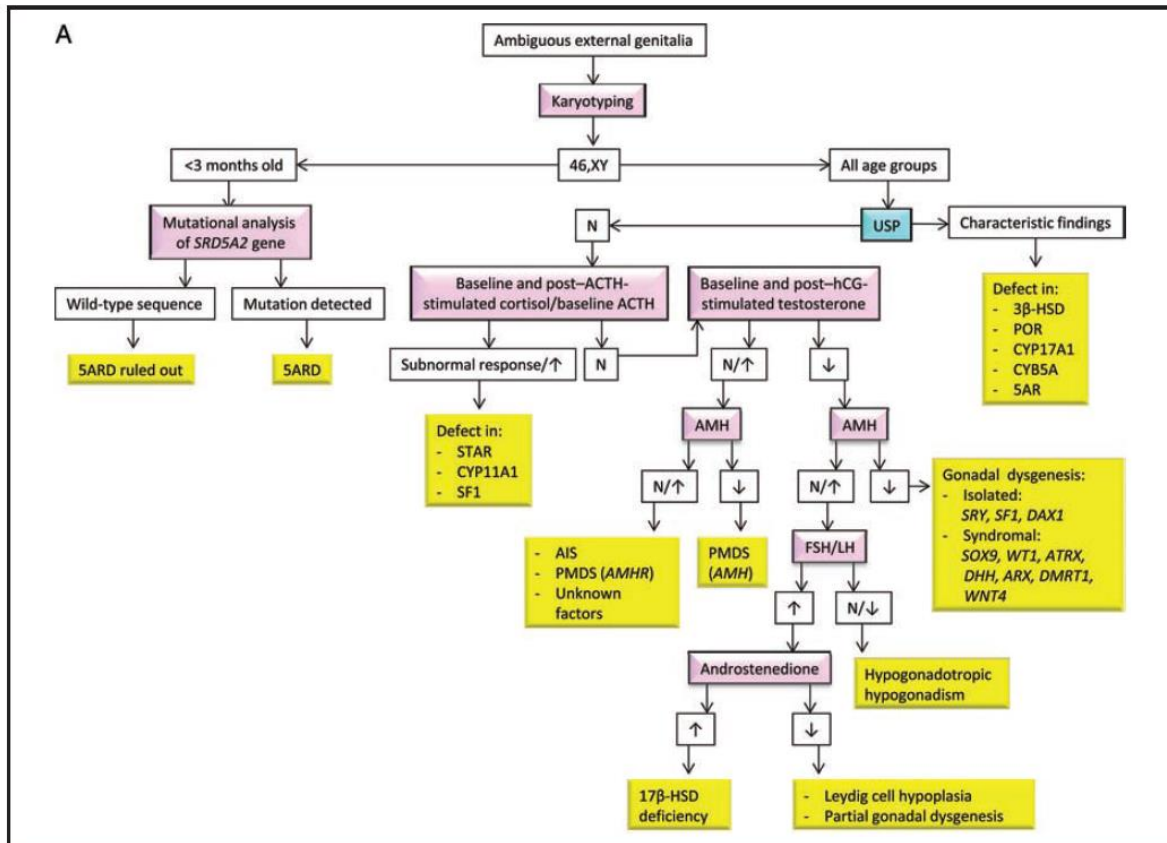 A
Ambiguous external genitalia
Karyotyping
<3 months old
46,XY
All age groups
Mutational analysis
of SRD5A2 gene
N
USP
Characteristic findings
Wild-type sequence
Mutation detected
Baseline and post–ACTH-
stimulated cortisol/baseline ACTH
Baseline and post–hCG-
stimulated testosterone
Defect in:
- 3β-HSD
- POR
- CYP17A1
- CYB5A
- 5AR
5ARD ruled out
5ARD
Subnormal response/↑
N
N/↑
↓
Defect in:
- STAR
- CYP11A1
- SF1
AMH
AMH
N/↑
↓
N/↑
↓
Gonadal dysgenesis:
- Isolated:
SRY, SF1, DAX1
- Syndromal:
SOX9, WT1, ATRX,
DHH, ARX, DMRT1,
WNT4
- AIS
- PMDS (AMHR)
- Unknown
factors
PMDS
(AMH)
FSH/LH
↑
N/↓
Androstenedione
Hypogonadotropic
hypogonadism
↑
↓
17β-HSD
deficiency
- Leydig cell hypoplasia
- Partial gonadal dysgenesis